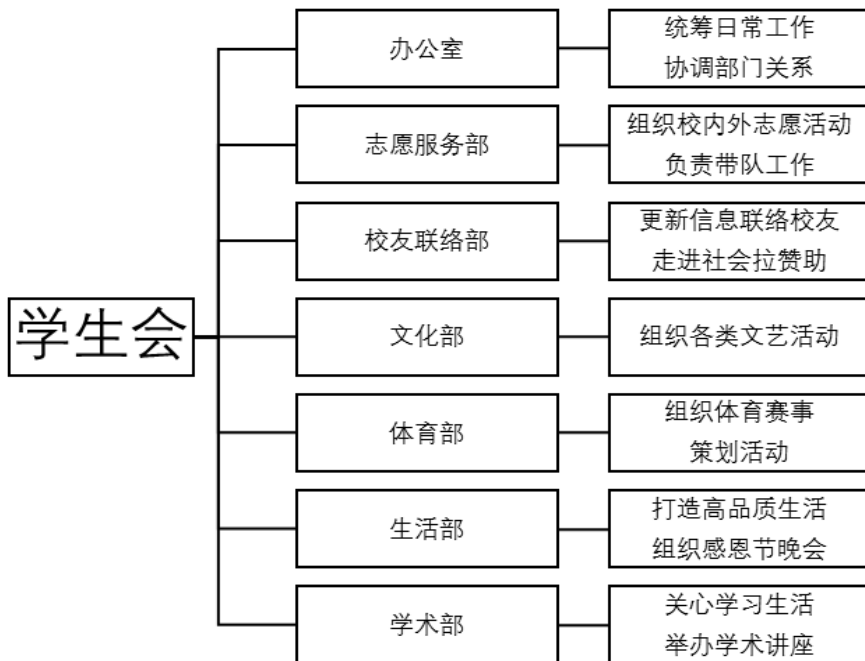 学生会
办公室
统筹日常工作
协调部门关系
志愿服务部
组织校内外志愿活动
负责带队工作
校友联络部
更新信息联络校友
走进社会拉赞助
文化部
组织各类文艺活动
体育部
组织体育赛事
策划活动
生活部
打造高品质生活
组织感恩节晚会
学术部
关心学习生活
举办学术讲座